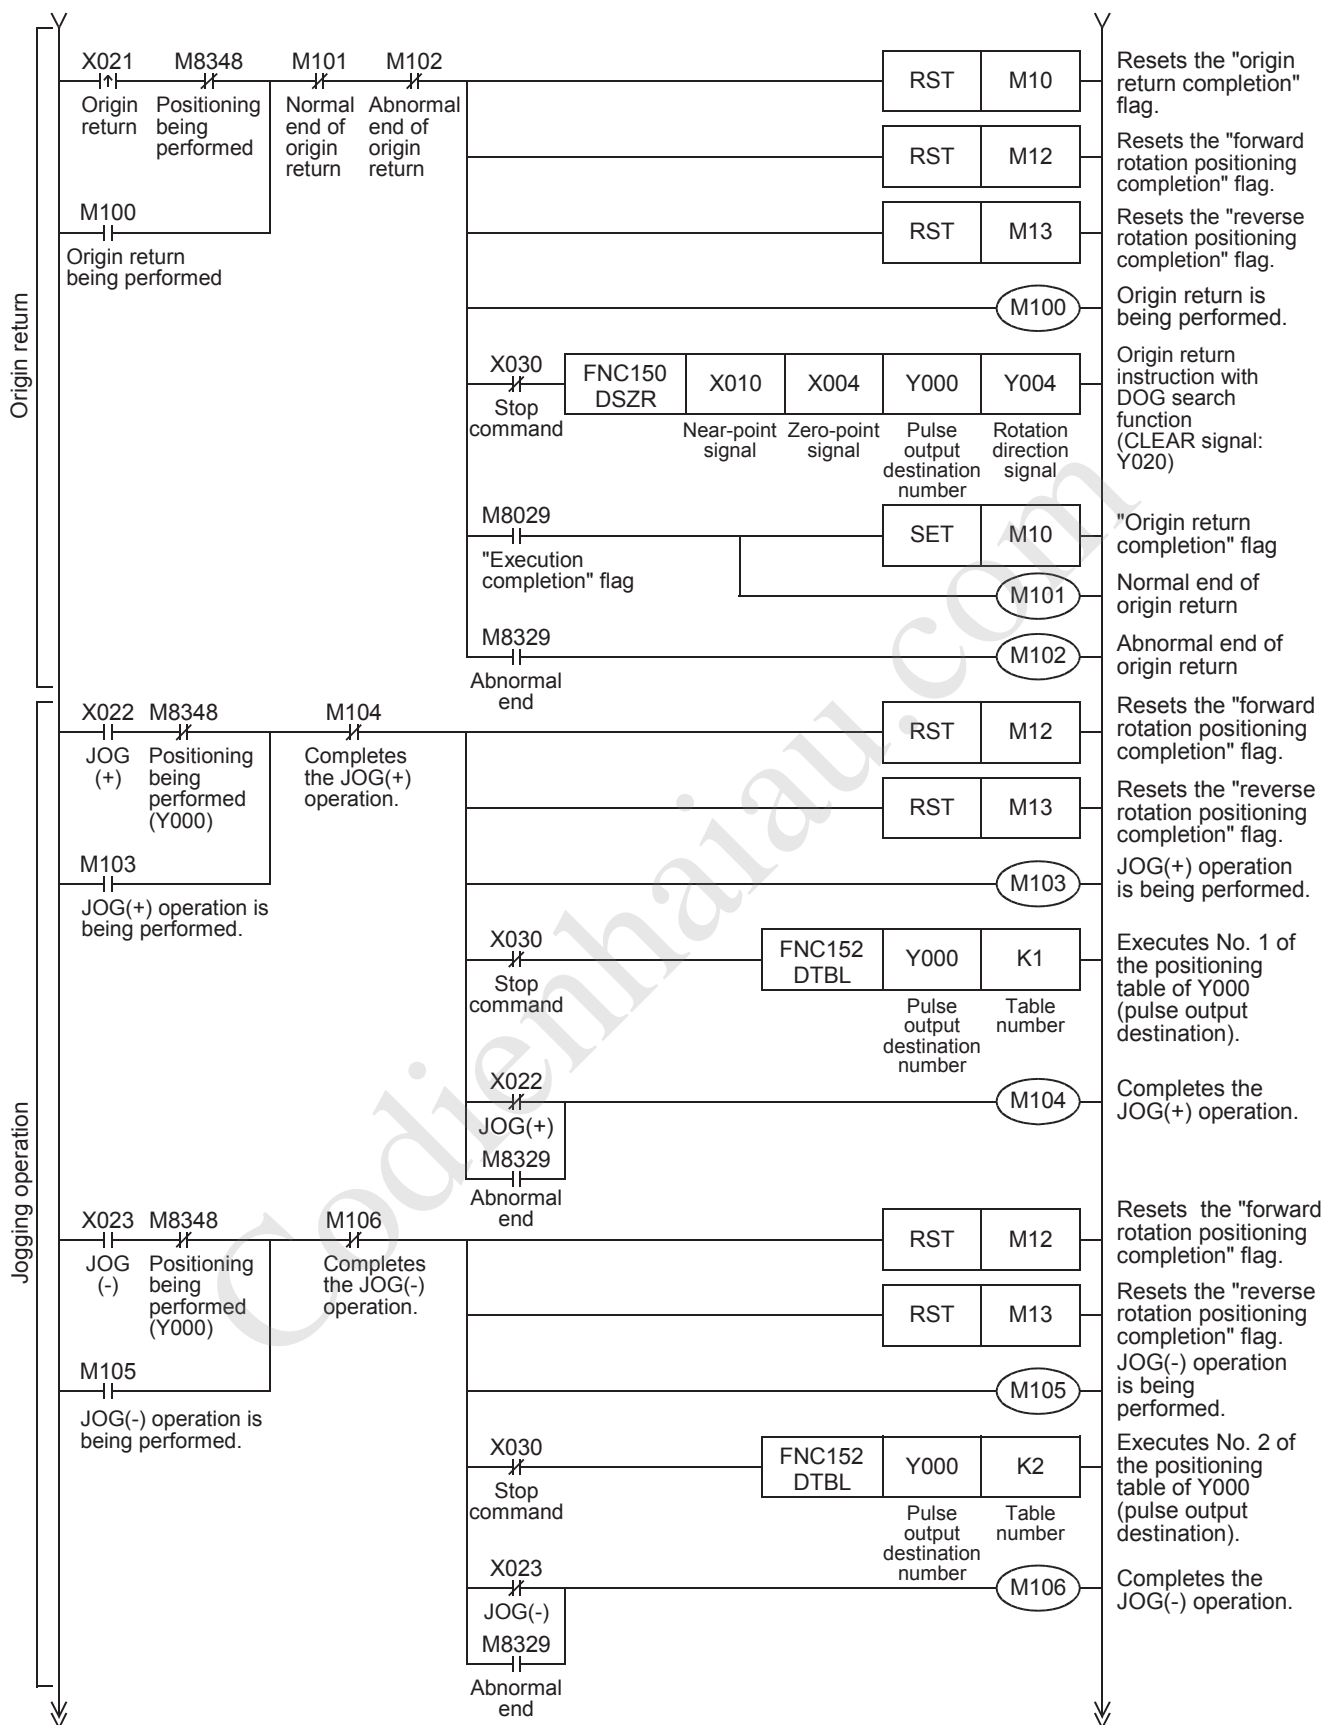 Origin return
X021
M8348
M101
M102
Origin
return
Positioning
being
performed
Normal
end of
origin
return
Abnormal
end of
origin
return
RST
M10
Resets the "origin
return completion"
flag.
RST
M12
Resets the "forward
rotation positioning
completion" flag.
M100
Origin return
being performed
RST
M13
Resets the "reverse
rotation positioning
completion" flag.
M100
Origin return is
being performed.
X030
Stop
command
FNC150
DSZR
X010
X004
Y000
Y004
Near-point
signal
Zero-point
signal
Pulse
output
destination
number
Rotation
direction
signal
Origin return
instruction with
DOG search
function
(CLEAR signal:
Y020)
M8029
"Execution
completion" flag
SET
M10
"Origin return
completion" flag
M101
Normal end of
origin return
M8329
Abnormal
end
M102
Abnormal end of
origin return
Jogging operation
X022
M8348
M104
JOG
(+)
Positioning
being
performed
(Y000)
Completes
the JOG(+)
operation.
RST
M12
Resets the "forward
rotation positioning
completion" flag.
RST
M13
Resets the "reverse
rotation positioning
completion" flag.
M103
JOG(+) operation is
being performed.
M103
JOG(+) operation
is being performed.
X030
Stop
command
FNC152
DTBL
Y000
K1
Pulse
output
destination
number
Table
number
Executes No. 1 of
the positioning
table of Y000
(pulse output
destination).
X022
JOG(+)
M8329
Abnormal
end
M104
Completes the
JOG(+) operation.
X023
M8348
M106
JOG
(-)
Positioning
being
performed
(Y000)
Completes
the JOG(-)
operation.
RST
M12
Resets the "forward
rotation positioning
completion" flag.
RST
M13
Resets the "reverse
rotation positioning
completion" flag.
M105
JOG(-) operation is
being performed.
M105
JOG(-) operation
is being
performed.
X030
Stop
command
FNC152
DTBL
Y000
K2
Pulse
output
destination
number
Table
number
Executes No. 2 of
the positioning
table of Y000
(pulse output
destination).
X023
JOG(-)
M8329
Abnormal
end
M106
Completes the
JOG(-) operation.
Codienhaiau.com